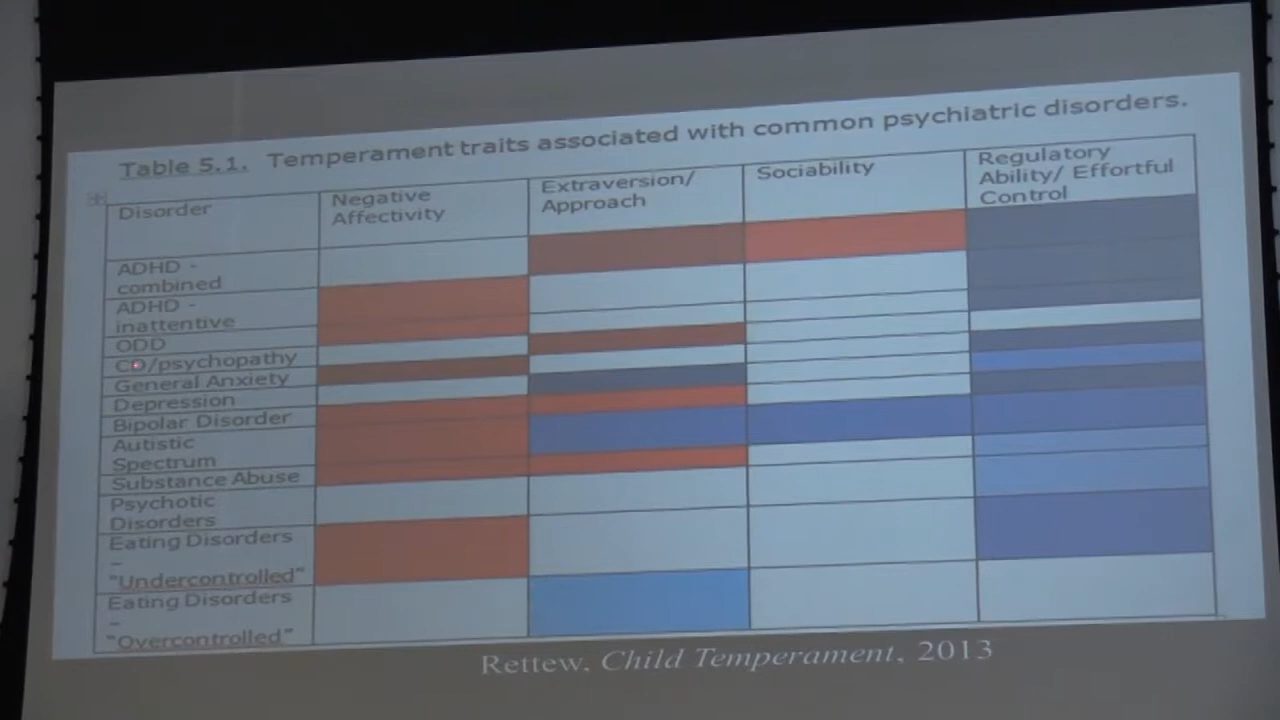 Table 5.1. Temperament traits associated with common psychiatric disorders.
Disorder
Negative
Affectivity
Extraversion/
Approach
Sociability
Regulatory
Ability/ Effortful
Control
ADHD -
combined
ADHD -
inattentive
ODD
CD/psychopathy
General Anxiety
Depression
Bipolar Disorder
Autistic
Spectrum
Substance Abuse
Psychotic
Disorders
Eating Disorders
–
"Undercontrolled"
Eating Disorders
–
"Overcontrolled"
Rettew, Child Temperament, 2013